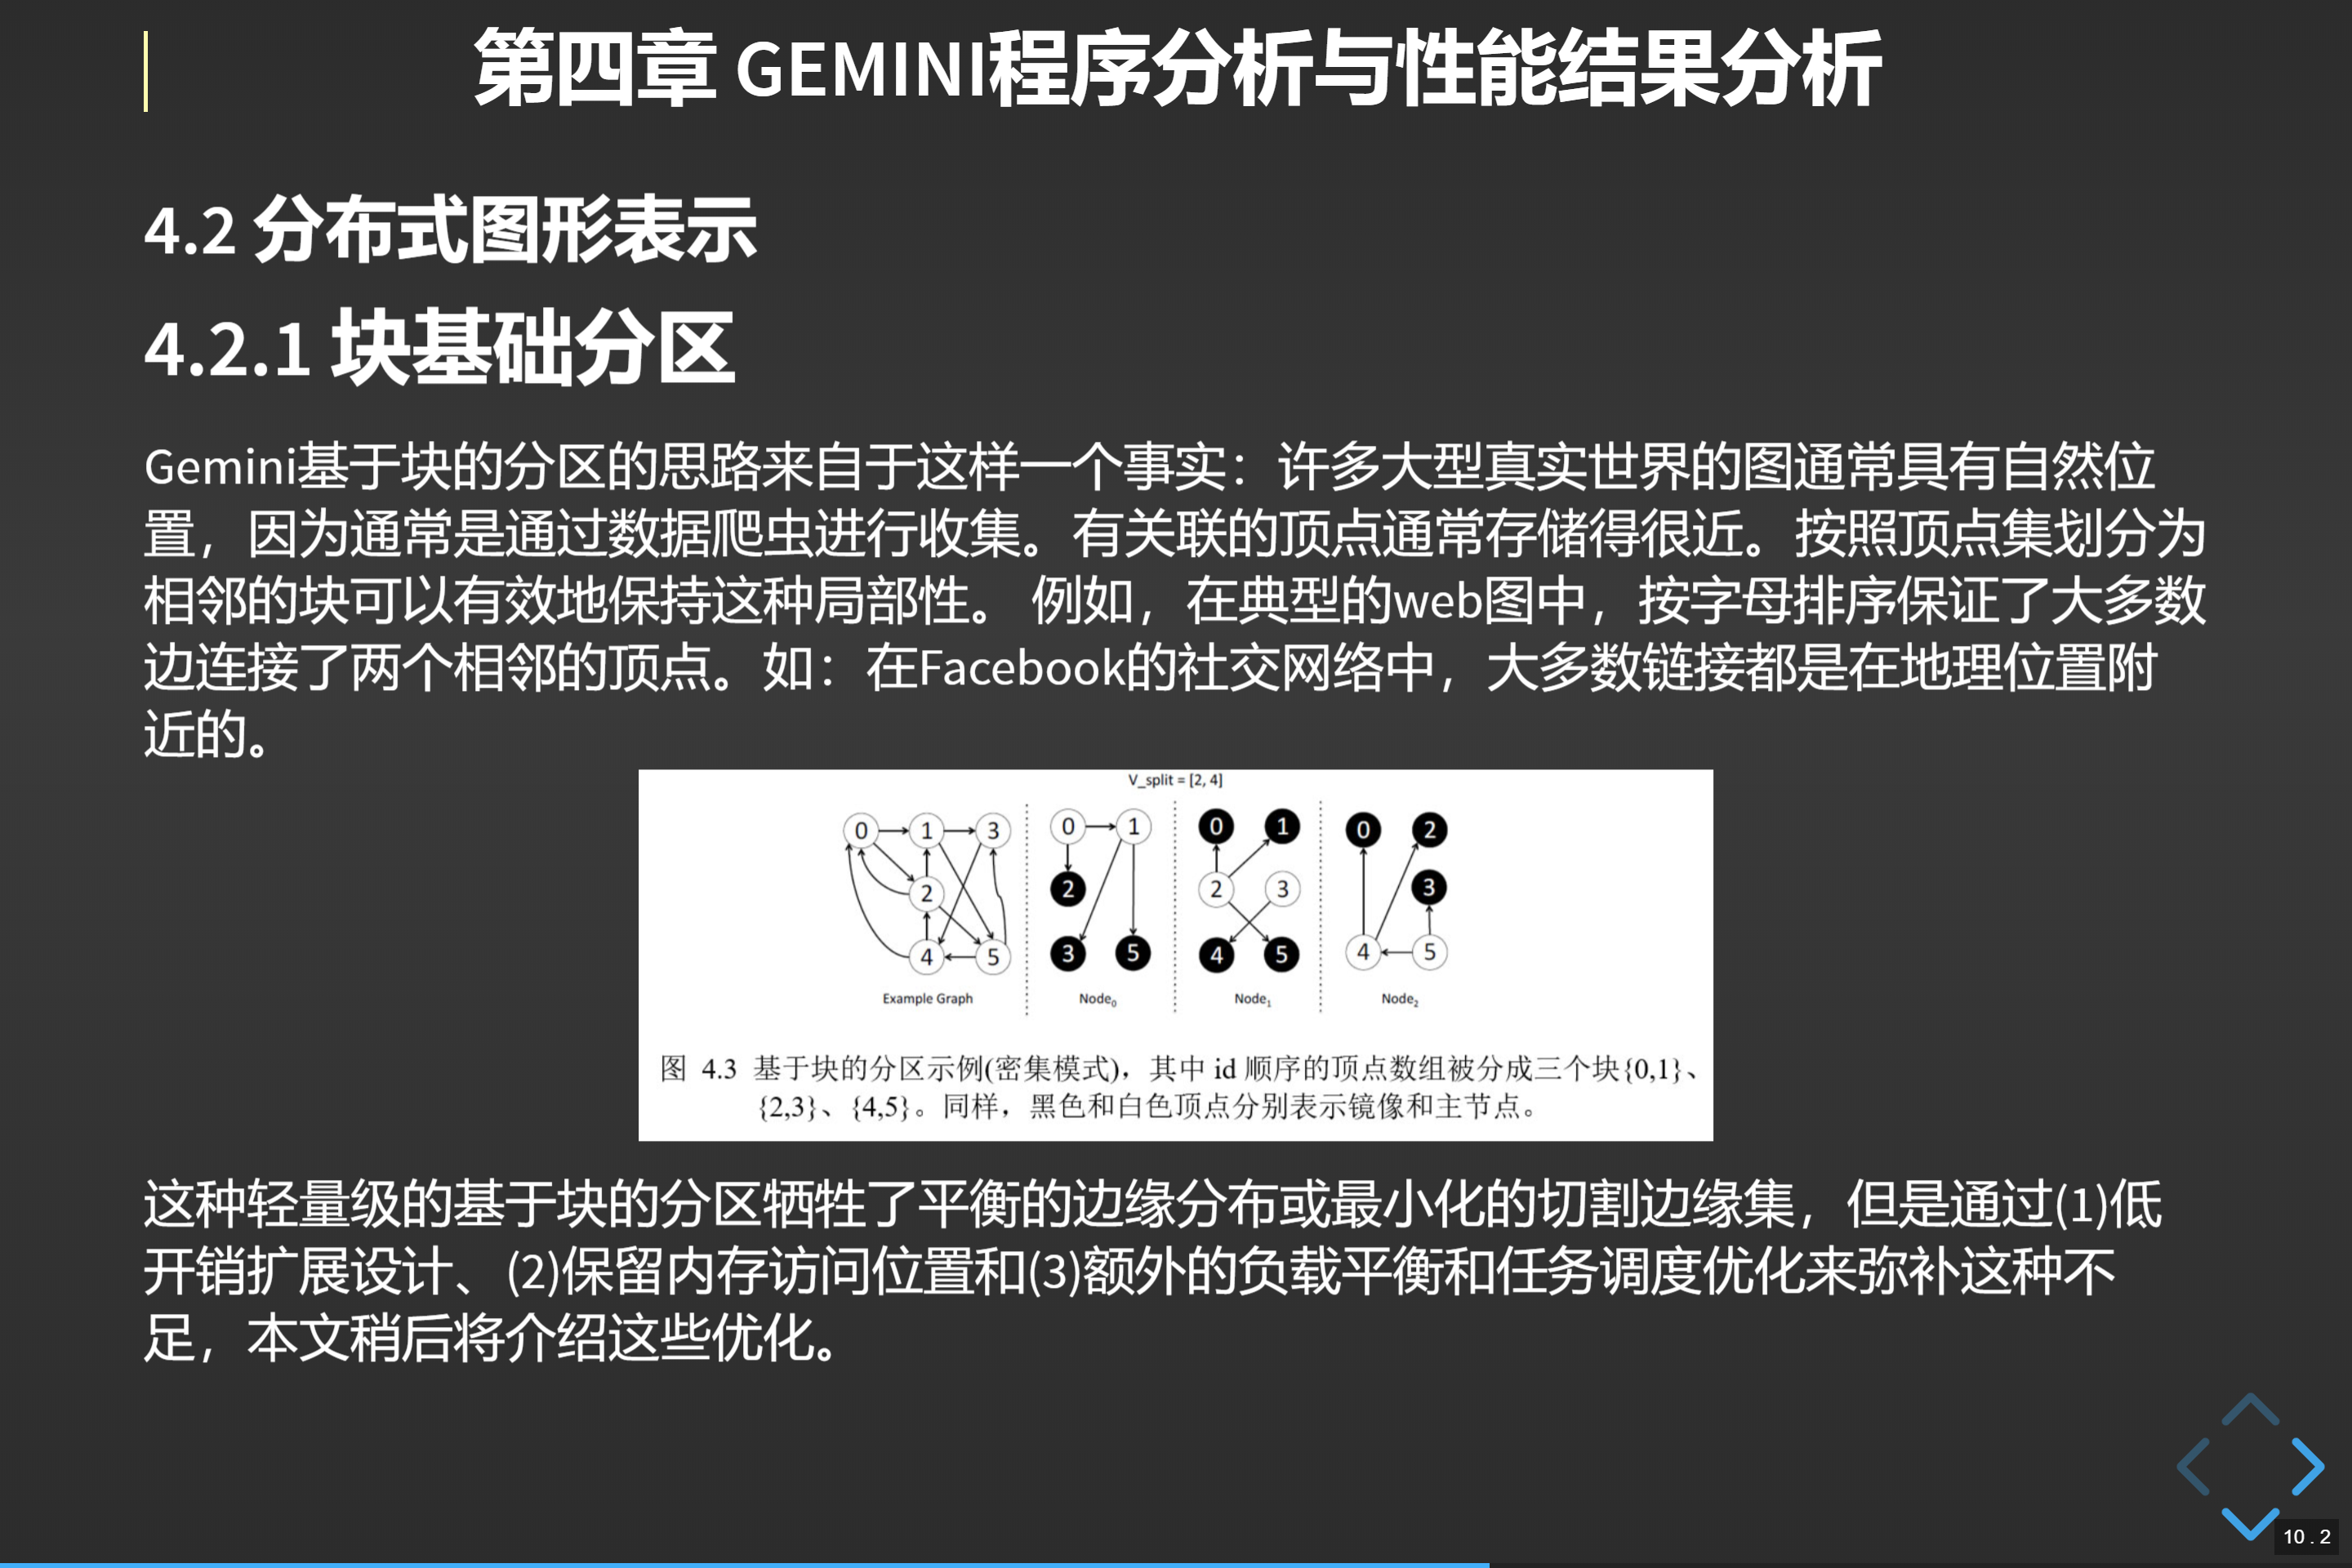 第四章 GEMINI程序分析与性能结果分析
4.2 分布式图形表示
4.2.1 块基础分区
Gemini基于块的分区的思路来自于这样一个事实：许多大型真实世界的图通常具有自然位
置，因为通常是通过数据爬虫进行收集。有关联的顶点通常存储得很近。按照顶点集划分为
相邻的块可以有效地保持这种局部性。 例如，在典型的web图中，按字母排序保证了大多数
边连接了两个相邻的顶点。如：在Facebook的社交网络中，大多数链接都是在地理位置附
近的。
V_split = [2, 4]
0 1 3 0 1 0 1 0 2
2 2 2 3 3
4 5 3 5 4 5 4 5
Example Graph Node0 Node1 Node2
图 4.3 基于块的分区示例(密集模式)，其中 id 顺序的顶点数组被分成三个块{0,1}、
{2,3}、{4,5}。同样，黑色和白色顶点分别表示镜像和主节点。
这种轻量级的基于块的分区牺牲了平衡的边缘分布或最小化的切割边缘集，但是通过(1)低
开销扩展设计、(2)保留内存访问位置和(3)额外的负载平衡和任务调度优化来弥补这种不
足，本文稍后将介绍这些优化。
10 . 2